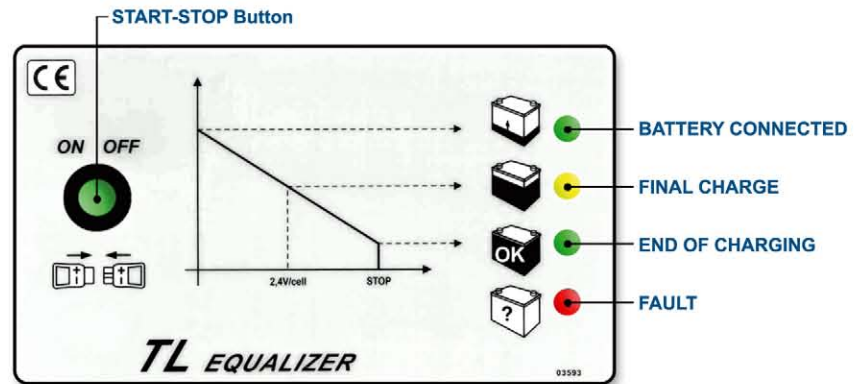 START-STOP Button
CE
ON OFF
BATTERY CONNECTED
FINAL CHARGE
OK
END OF CHARGING
?
FAULT
2,4V/cell
STOP
TL EQUALIZER
03593